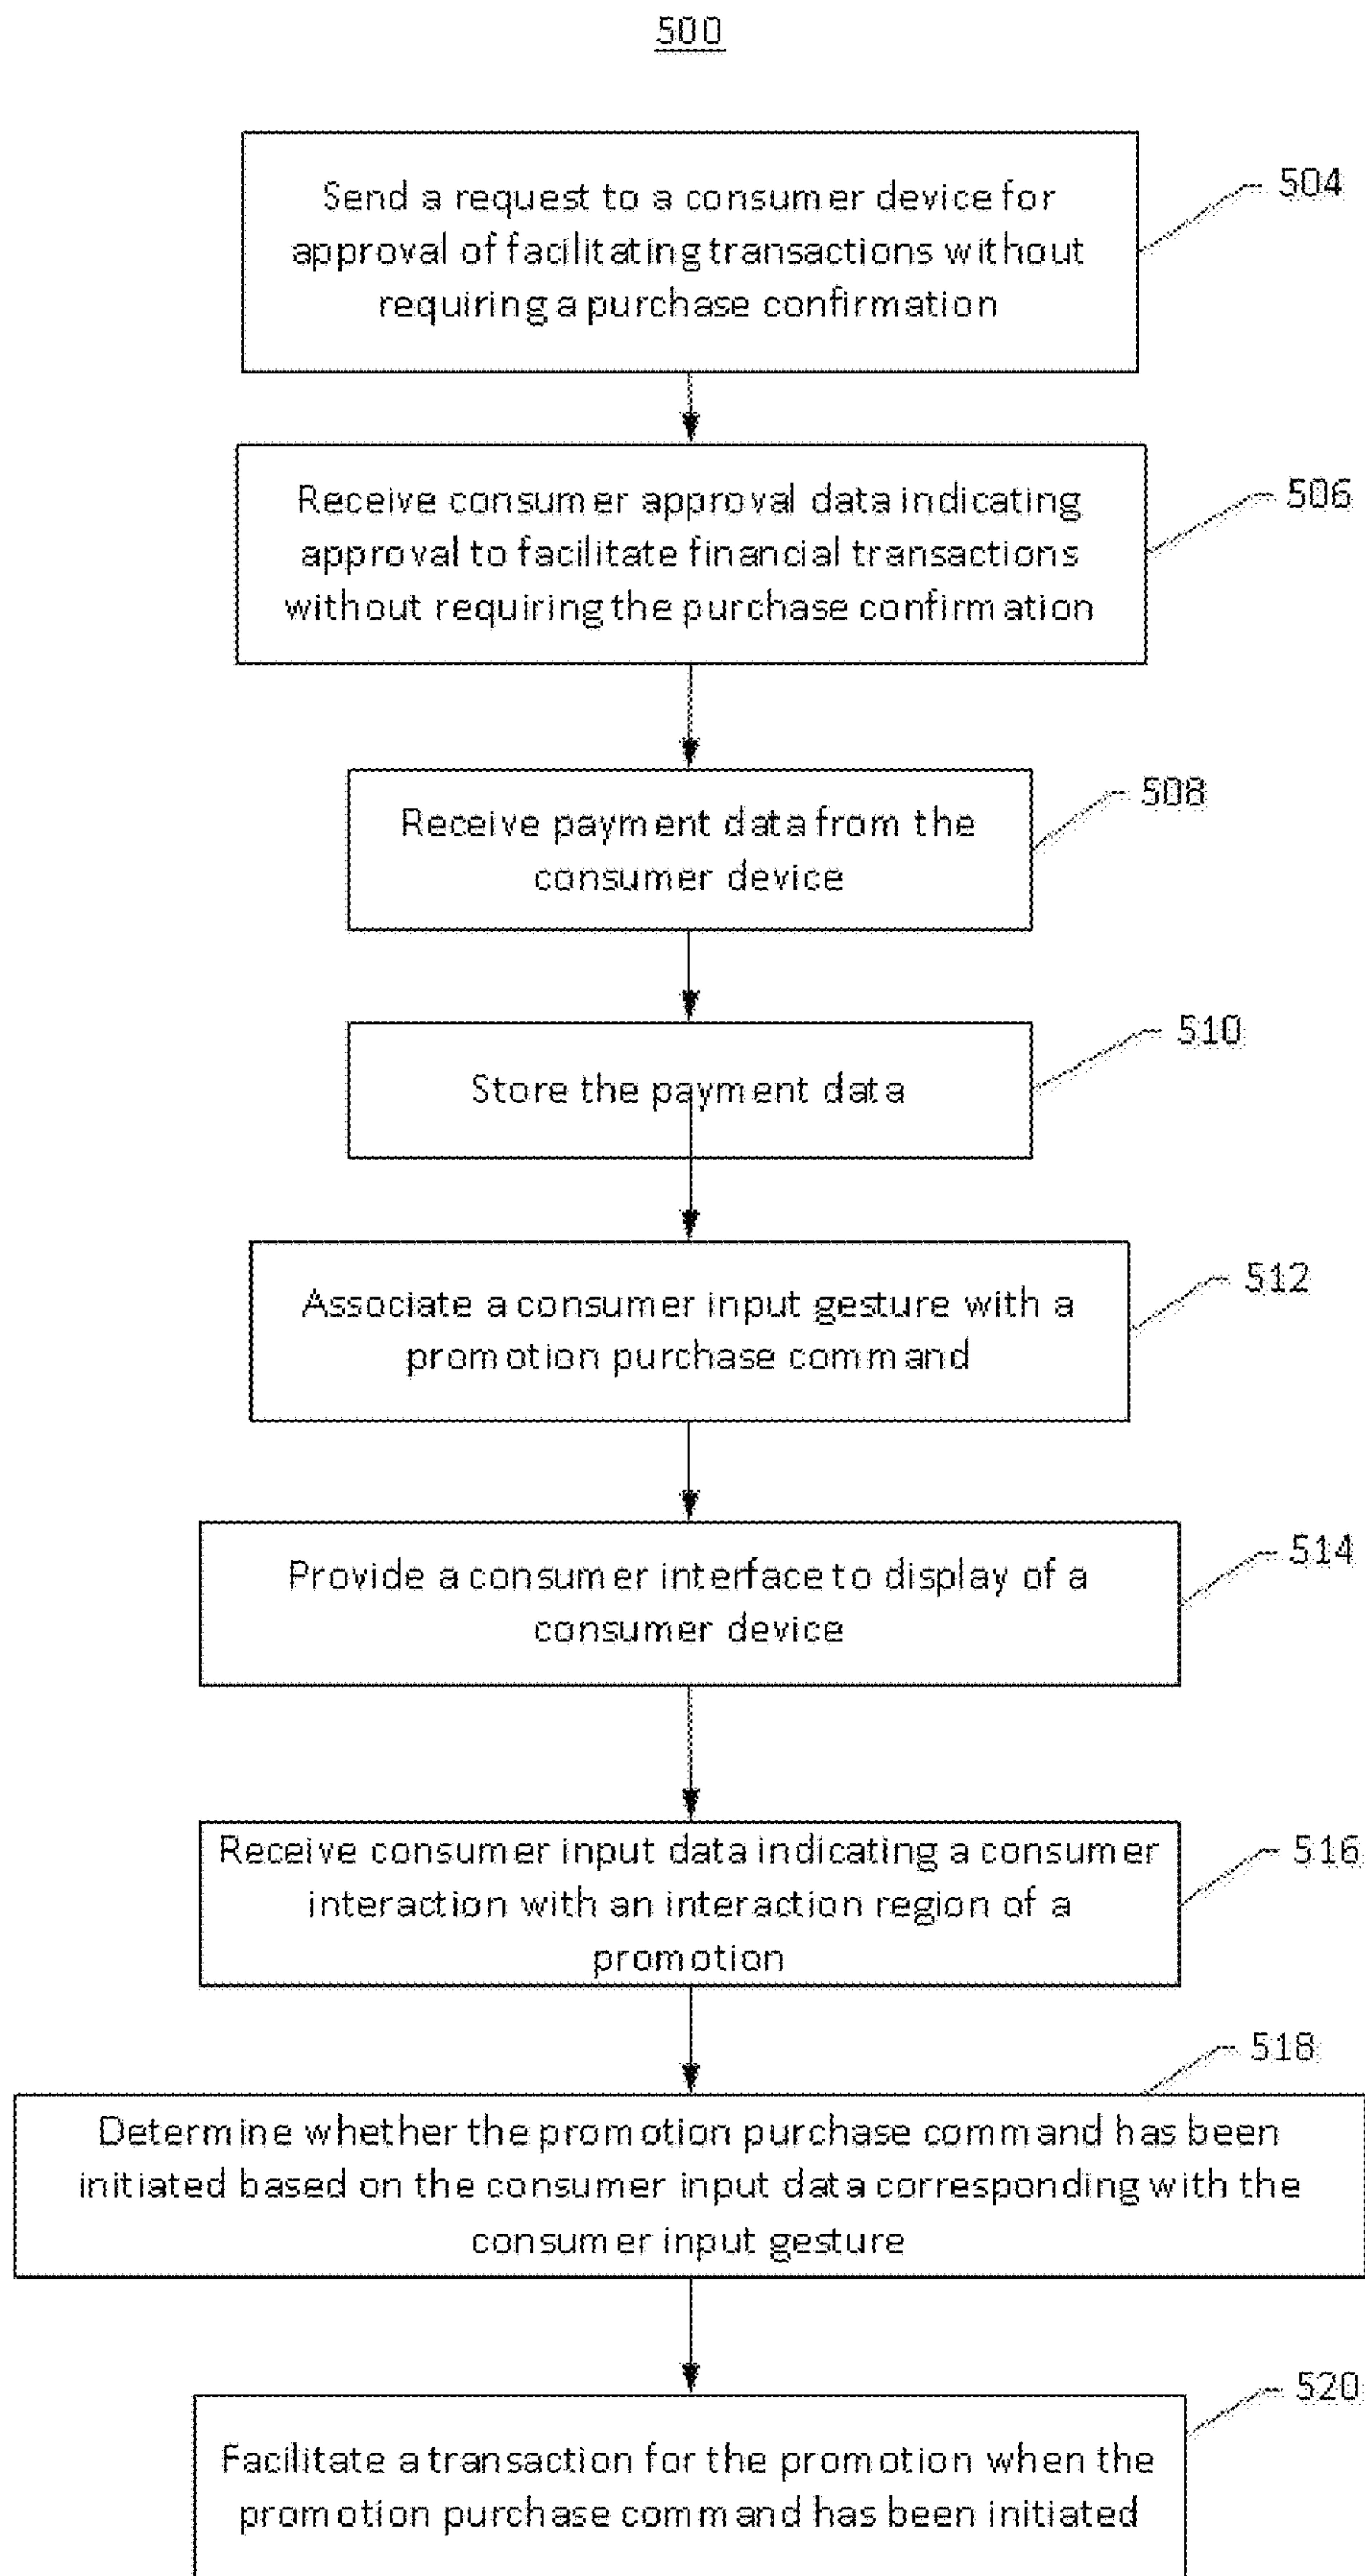 500
Send a request to a consumer device for
approval of facilitating transactions without
requiring a purchase confirmation
504
Receive consumer approval data indicating
approval to facilitate financial transactions
without requiring the purchase confirmation
506
Receive payment data from the
consumer device
508
Store the payment data
510
Associate a consumer input gesture with a
promotion purchase command
512
Provide a consumer interface to display of a
consumer device
514
Receive consumer input data indicating a consumer
interaction with an interaction region of a
promotion
516
Determine whether the promotion purchase command has been
initiated based on the consumer input data corresponding with the
consumer input gesture
518
Facilitate a transaction for the promotion when the
promotion purchase command has been initiated
520